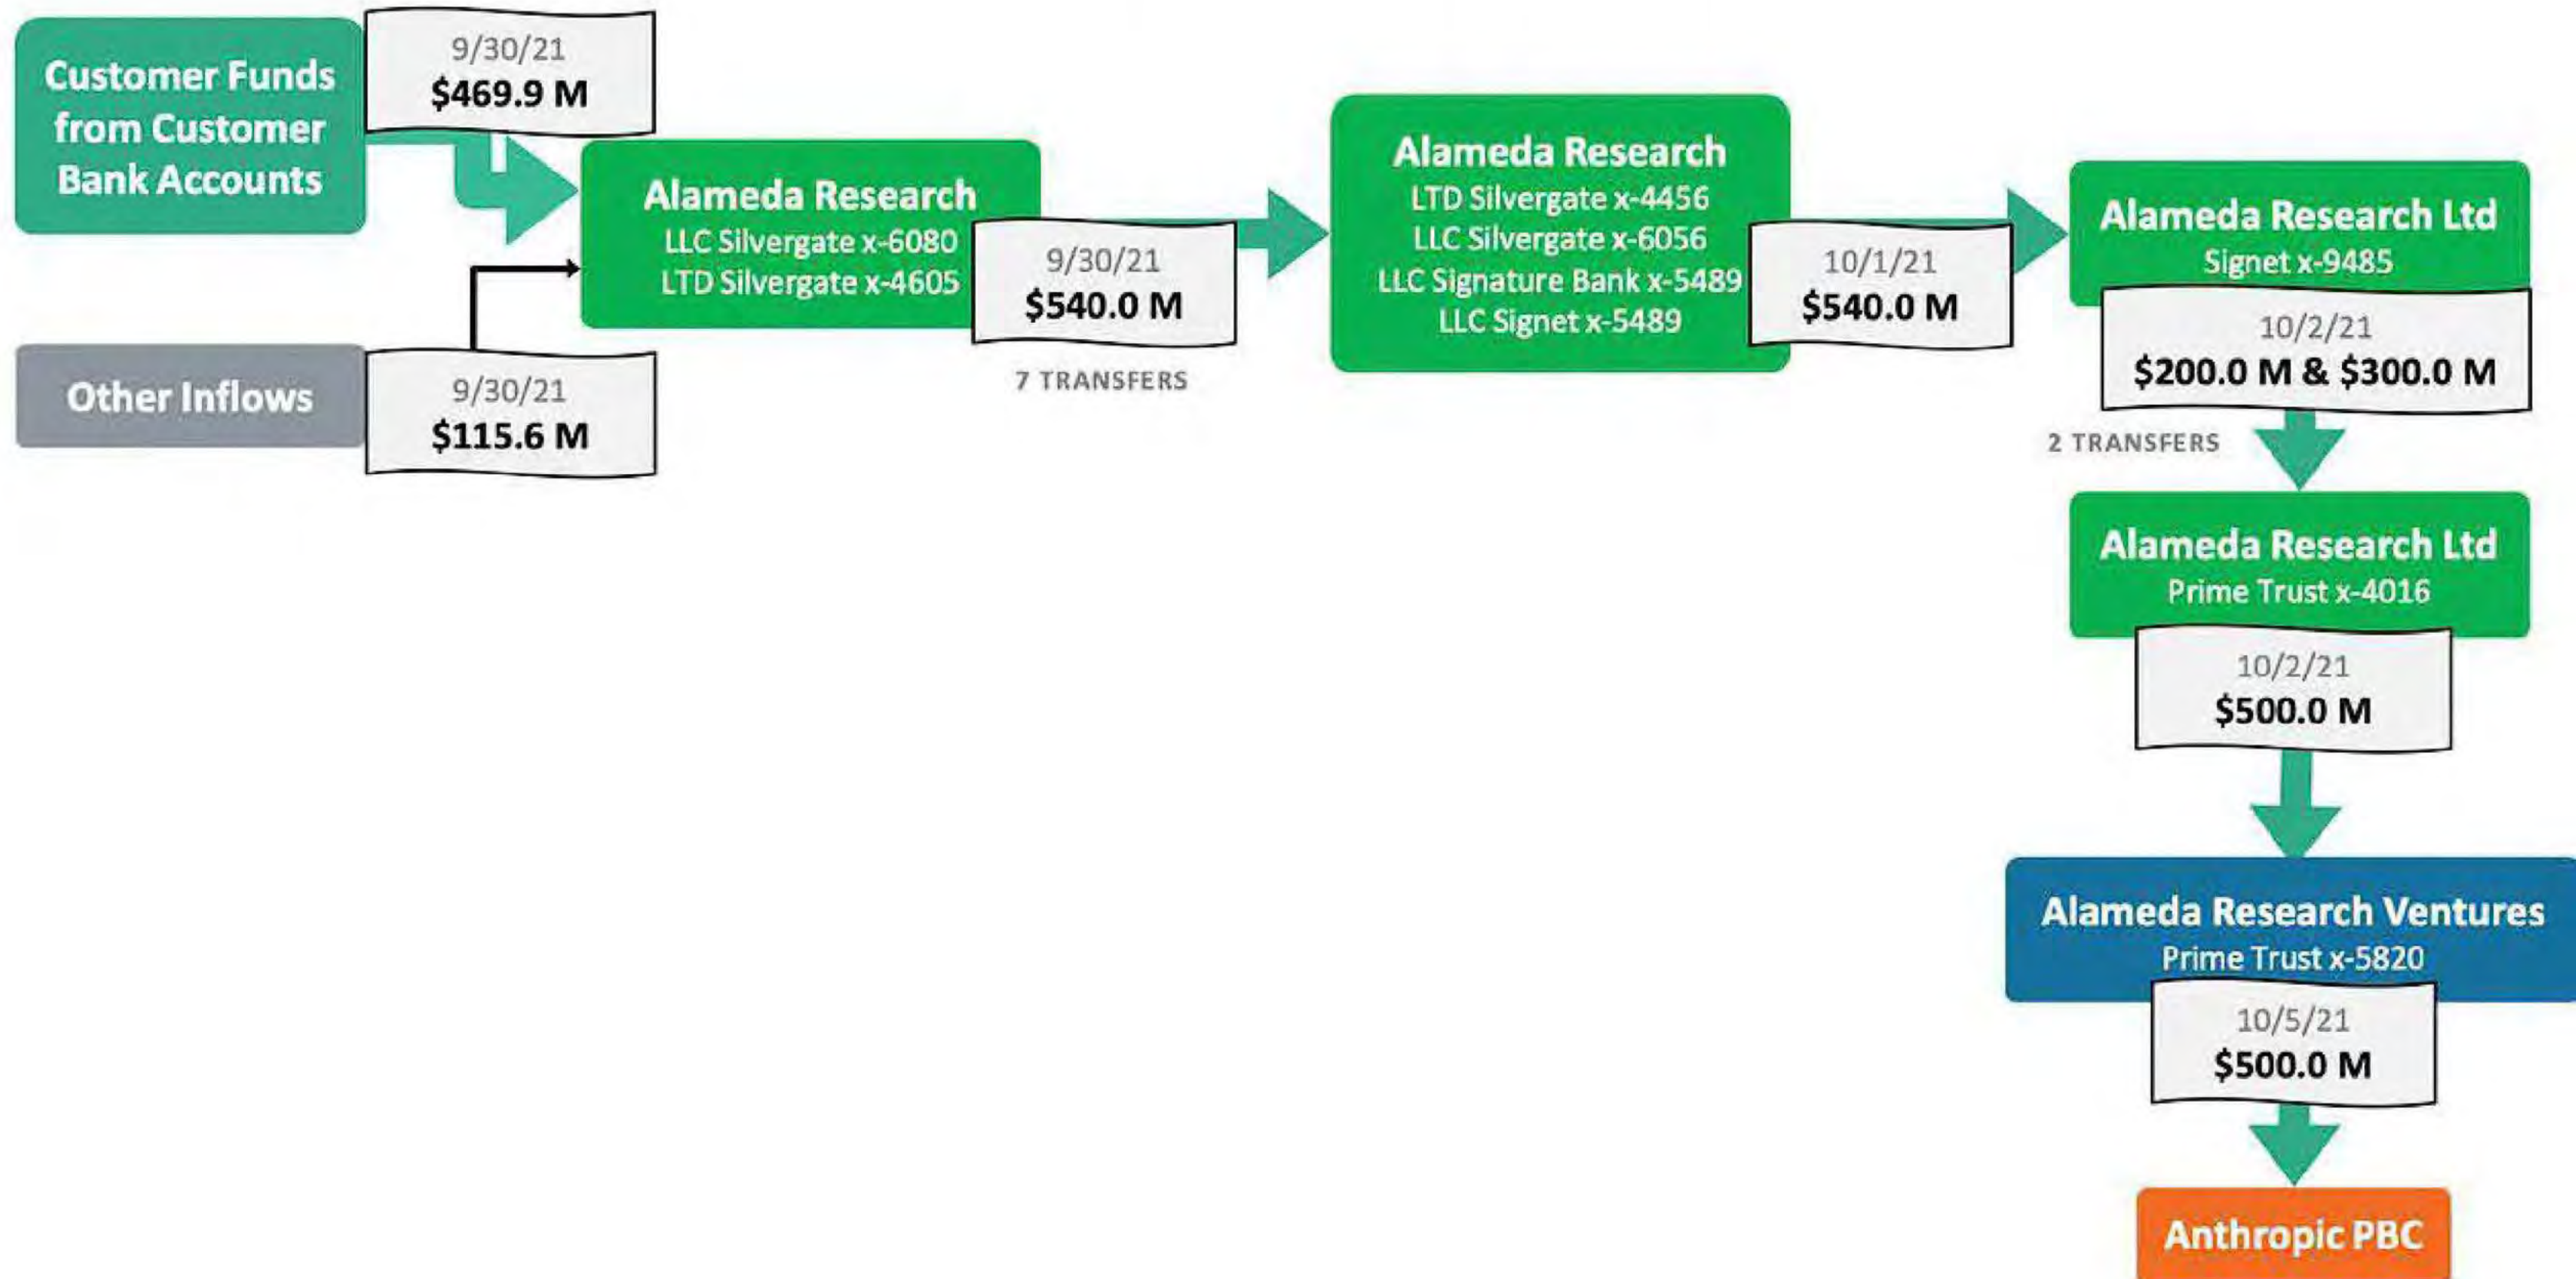 Customer Funds
from Customer
Bank Accounts
9/30/21
$469.9 M
Other Inflows
9/30/21
$115.6 M
Alameda Research
LLC Silvergate x-6080
LTD Silvergate x-4605
9/30/21
$540.0 M
7 TRANSFERS
Alameda Research
LTD Silvergate x-4456
LLC Silvergate x-6056
LLC Signature Bank x-5489
LLC Signet x-5489
10/1/21
$540.0 M
Alameda Research Ltd
Signet x-9485
10/2/21
$200.0 M & $300.0 M
2 TRANSFERS
Alameda Research Ltd
Prime Trust x-4016
10/2/21
$500.0 M
Alameda Research Ventures
Prime Trust x-5820
10/5/21
$500.0 M
Anthropic PBC